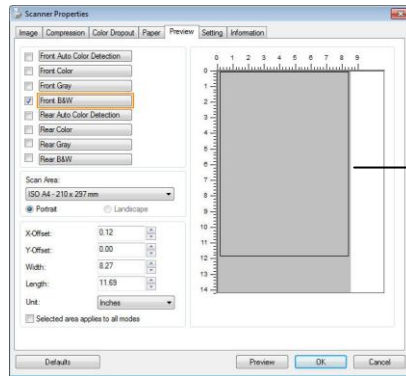 Scanner Properties
Image Compression Color Dropout Paper Preview Setting Information
Front Auto Color Detection
Front Color
Front Gray
Front B&W
Rear Auto Color Detection
Rear Color
Rear Gray
Rear B&W
Scan Area:
ISO A4 - 210 x 297 mm
Portrait Landscape
X-Offset: 0.12
Y-Offset: 0.00
Width: 8.27
Length: 11.69
Unit: Inches
Selected area applies to all modes
0 1 2 3 4 5 6 7 8 9
0
1
2
3
4
5
6
7
8
9
10
11
12
13
14
Defaults Preview OK Cancel